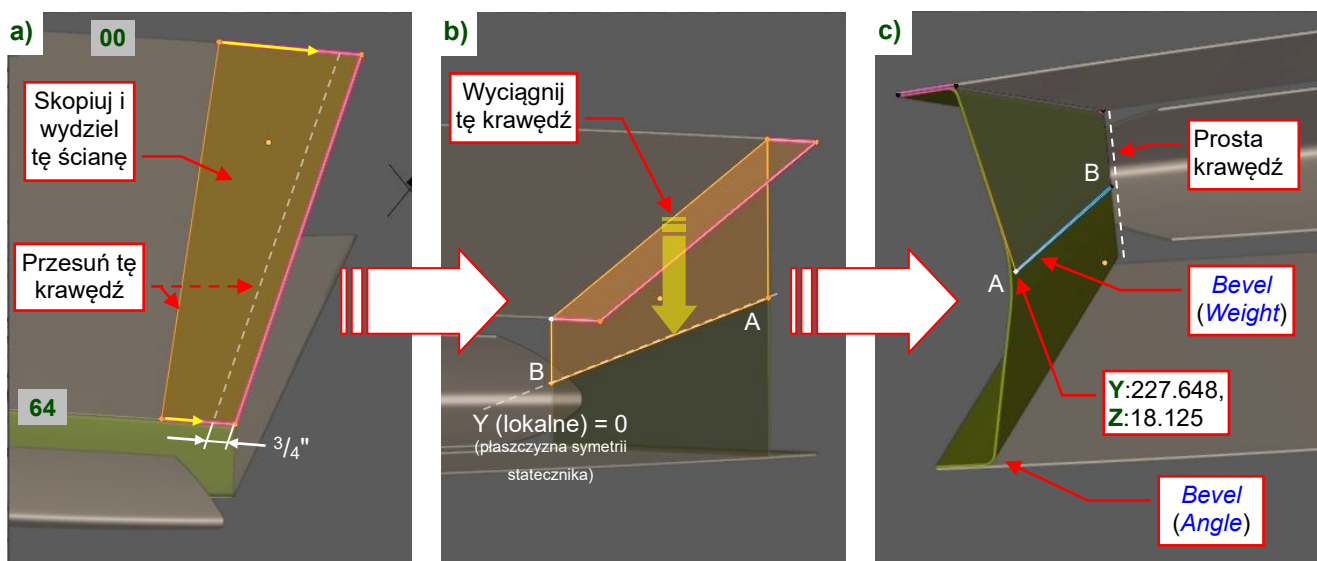 a)
00
Skopiuj i
wydziel
tę ścianę
Przesuń tę
krawędź
64
3/4"
b)
Wyciągnij
tę krawędź
A
B
Y (lokalne) = 0
(płaszczyzna symetrii
statecznika)
c)
Prosta
krawędź
B
A
Bevel
(Weight)
Y:227.648,
Z:18.125
Bevel
(Angle)